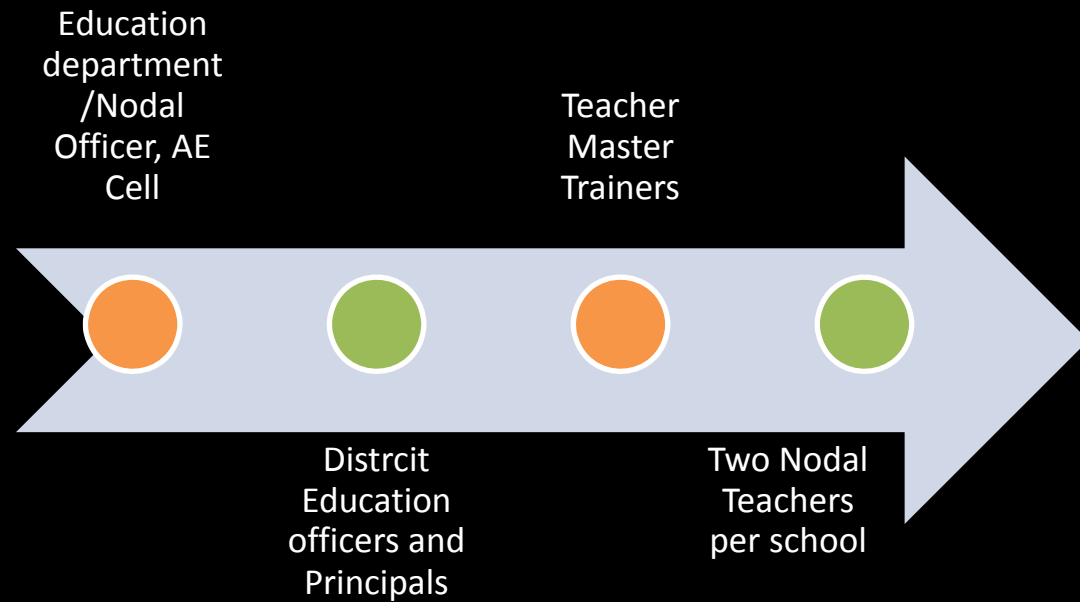 Education
department
/Nodal
Officer, AE
Cell
Distrcit
Education
officers and
Principals
Teacher
Master
Trainers
Two Nodal
Teachers
per school